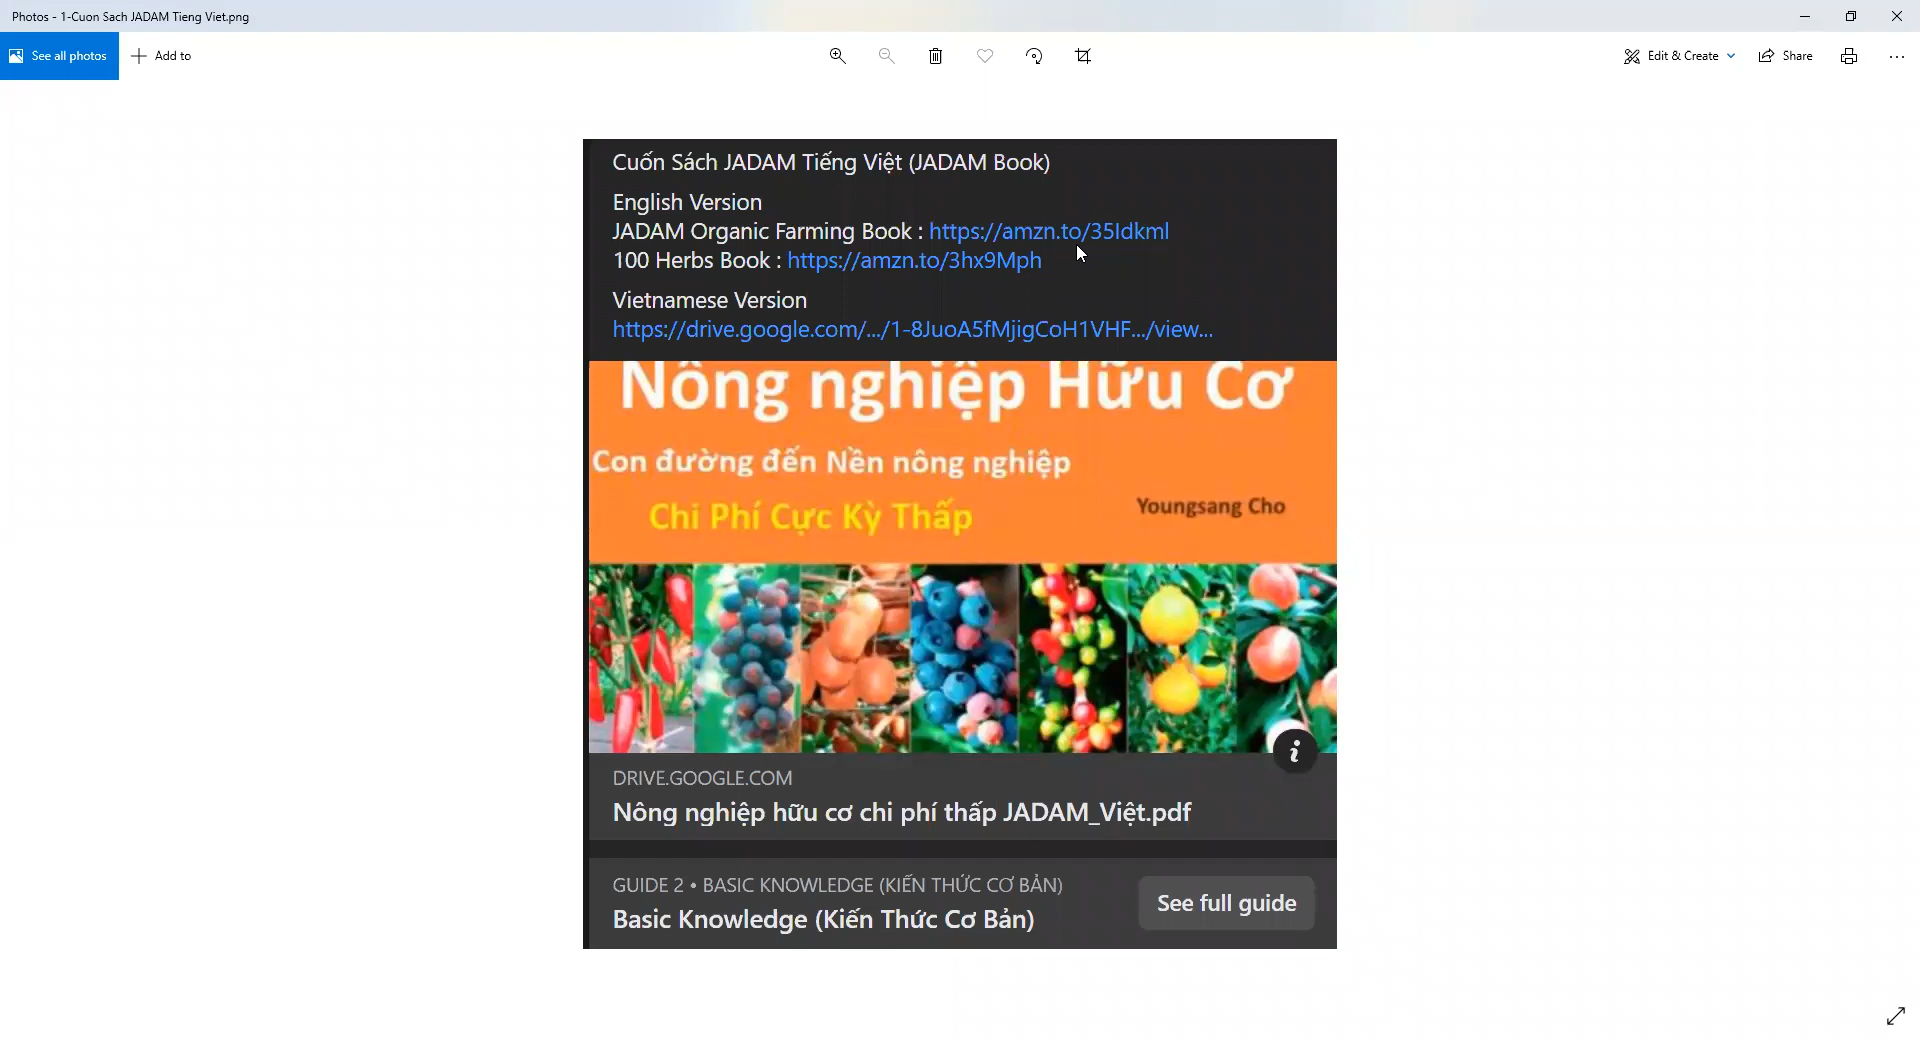 Photos - 1-Cuon Sach JADAM Tieng Viet.png
See all photos
Add to
Edit & Create
Share
Cuốn Sách JADAM Tiếng Việt (JADAM Book)
English Version
JADAM Organic Farming Book : https://amzn.to/35Idkml
100 Herbs Book : https://amzn.to/3hx9Mph
Vietnamese Version
https://drive.google.com/.../1-8JuoA5fMjigCoH1VHF.../view...
Nông nghiệp Hữu Cơ
Con đường đến Nền nông nghiệp
Chi Phí Cực Kỳ Thấp
Youngsang Cho
DRIVE.GOOGLE.COM
Nông nghiệp hữu cơ chi phí thấp JADAM_Việt.pdf
GUIDE 2 • BASIC KNOWLEDGE (KIẾN THỨC CƠ BẢN)
Basic Knowledge (Kiến Thức Cơ Bản)
See full guide